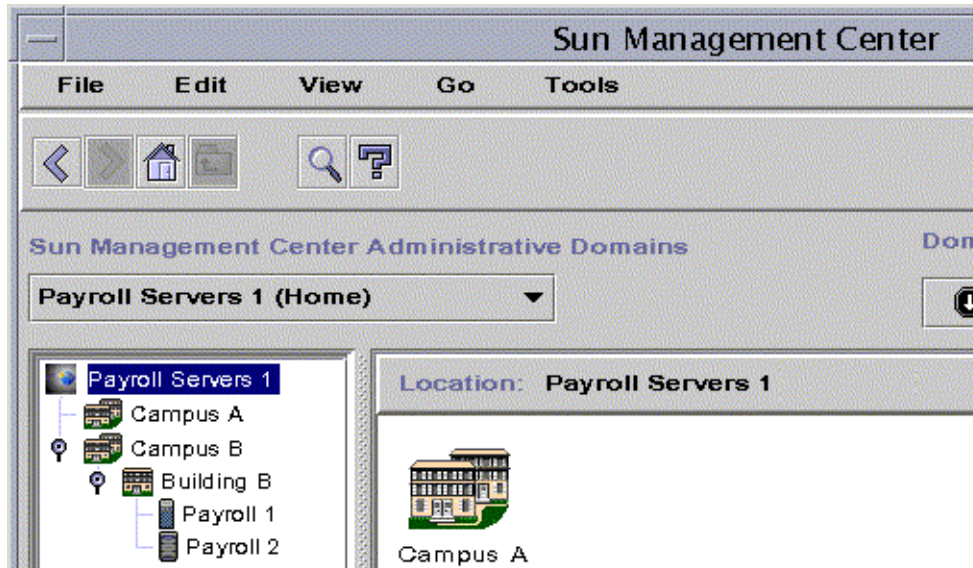 Sun Management Center
File Edit View Go Tools
Sun Management Center Administrative Domains
Payroll Servers 1 (Home)
Payroll Servers 1
Campus A
Campus B
Building B
Payroll 1
Payroll 2
Location: Payroll Servers 1
Campus A